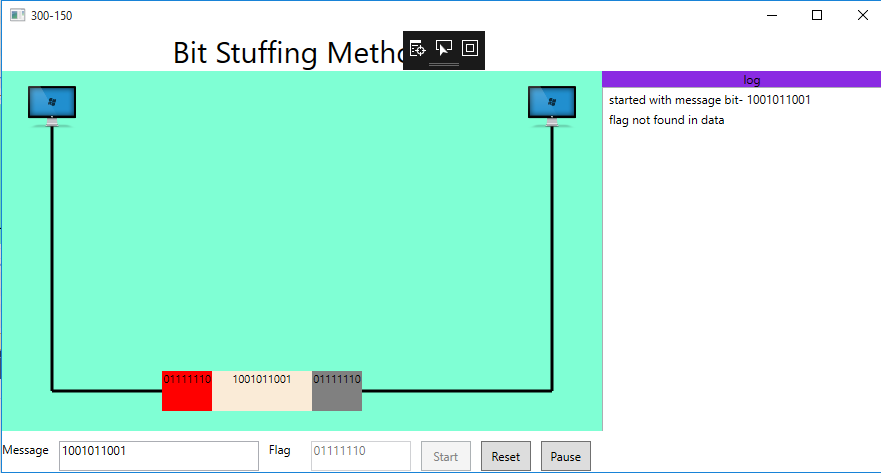 300-150
Bit Stuffing Metho
log
started with message bit- 1001011001
flag not found in data
01111110 1001011001 01111110
Message 1001011001 Flag 01111110 Start Reset Pause